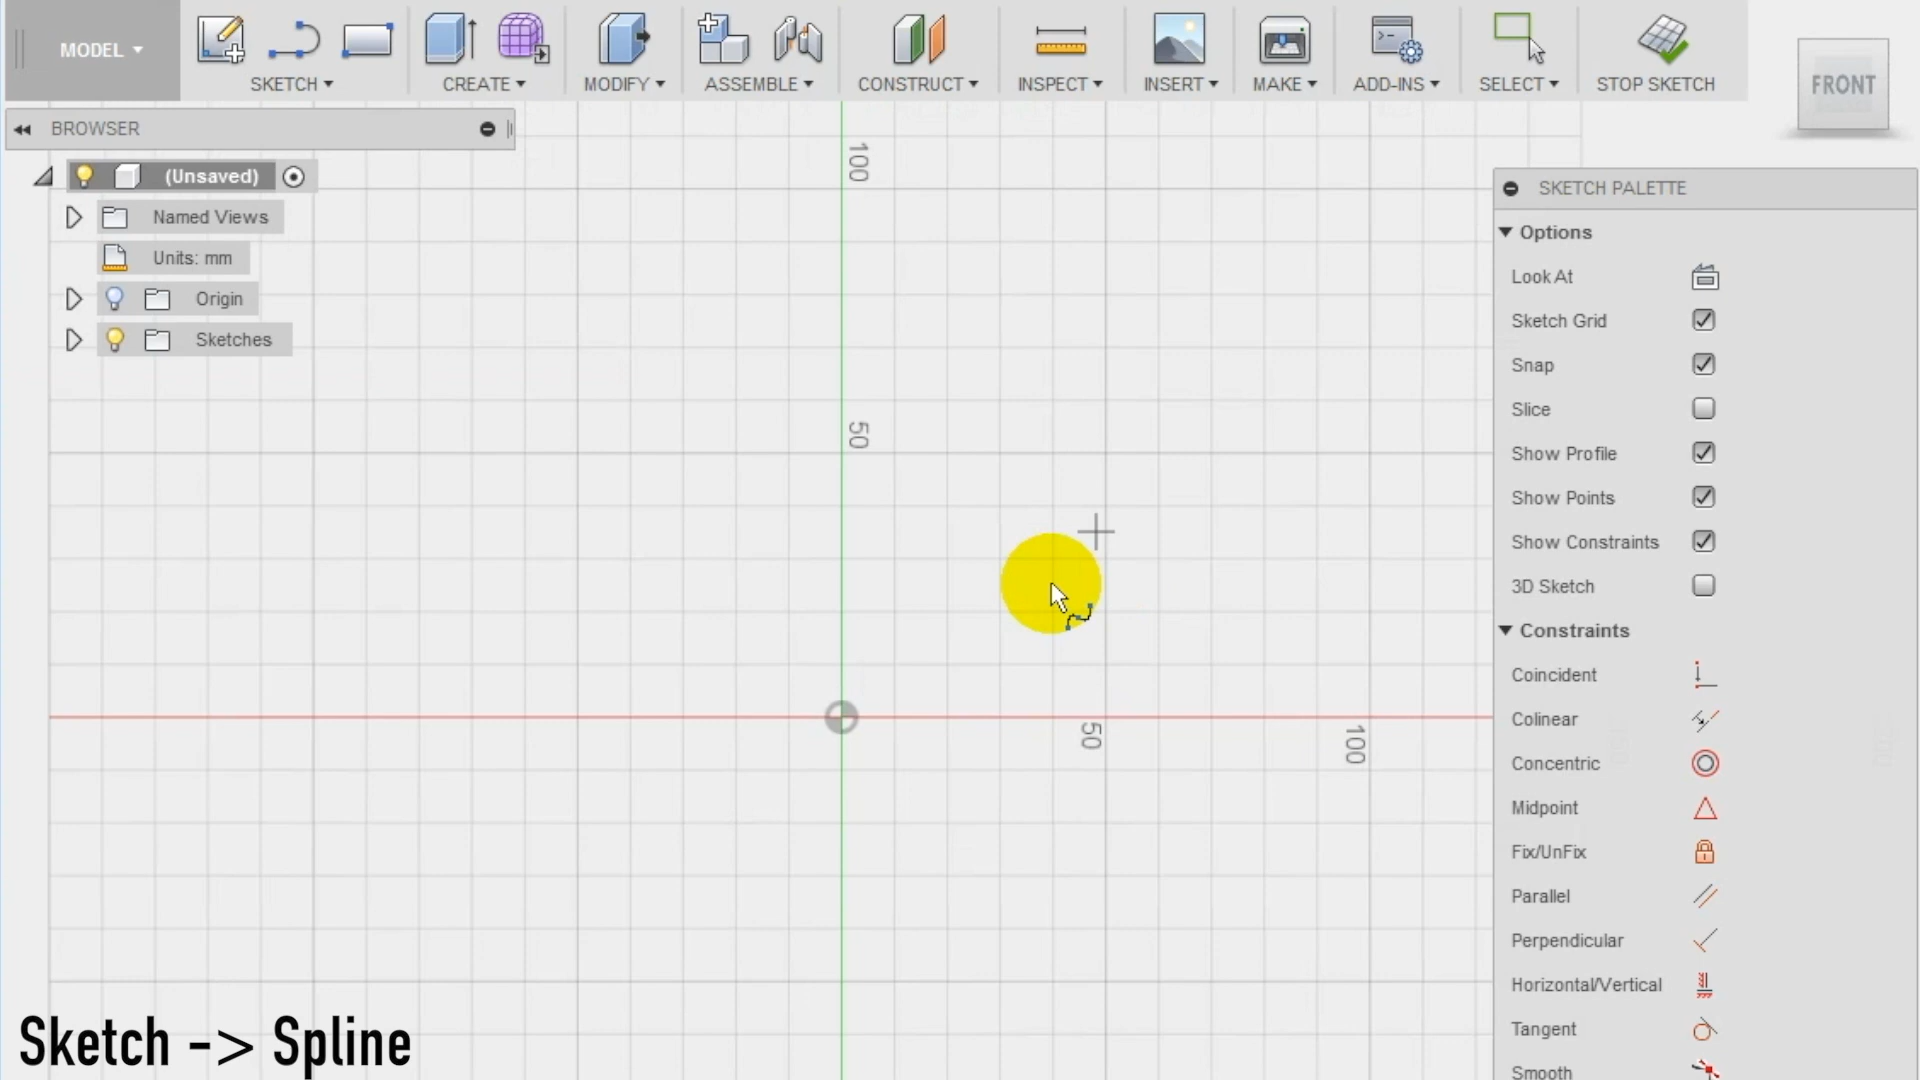 MODEL
SKETCH
CREATE
MODIFY
ASSEMBLE
CONSTRUCT
INSPECT
INSERT
MAKE
ADD-INS
SELECT
STOP SKETCH
FRONT
BROWSER
(Unsaved)
Named Views
Units: mm
Origin
Sketches
100
50
50
100
SKETCH PALETTE
Options
Look At
Sketch Grid
Snap
Slice
Show Profile
Show Points
Show Constraints
3D Sketch
Constraints
Coincident
Colinear
Concentric
Midpoint
Fix/UnFix
Parallel
Perpendicular
Horizontal/Vertical
Tangent
Smooth
Sketch -> Spline